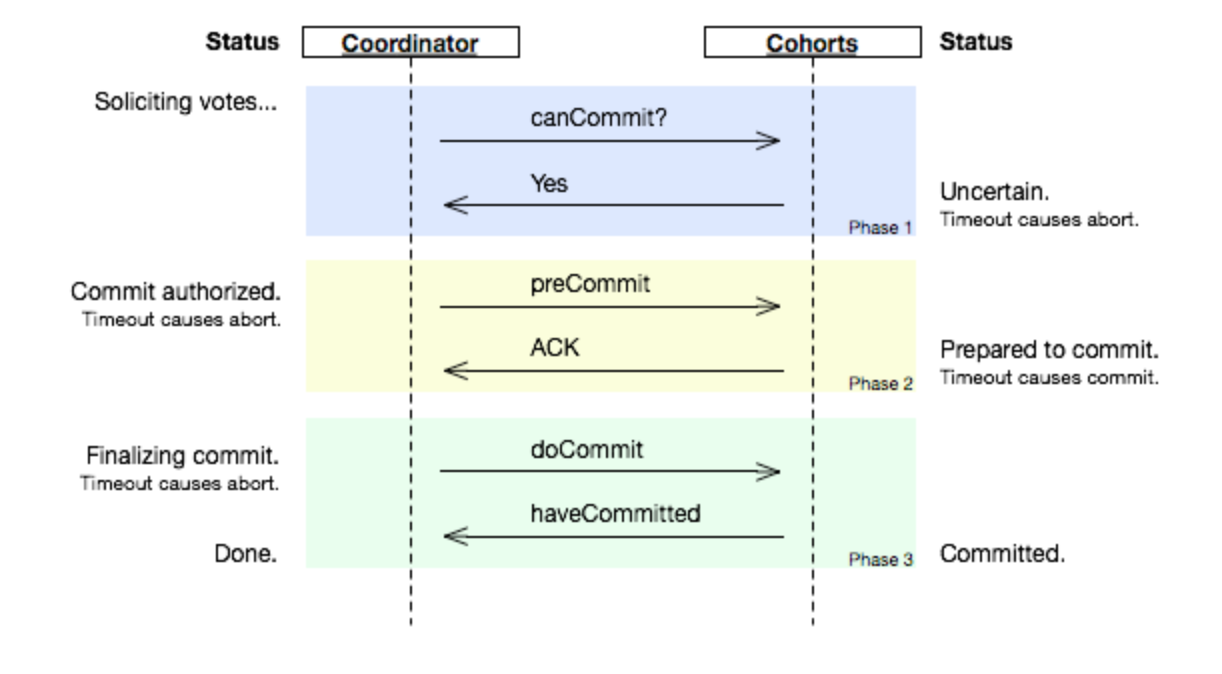 Status Coordinator Cohorts Status
Soliciting votes...
canCommit?
Yes
Uncertain.
Timeout causes abort.
Phase 1
preCommit
Commit authorized.
Timeout causes abort.
ACK
Prepared to commit.
Timeout causes commit.
Phase 2
doCommit
Finalizing commit.
Timeout causes abort.
haveCommitted
Done.
Phase 3
Committed.